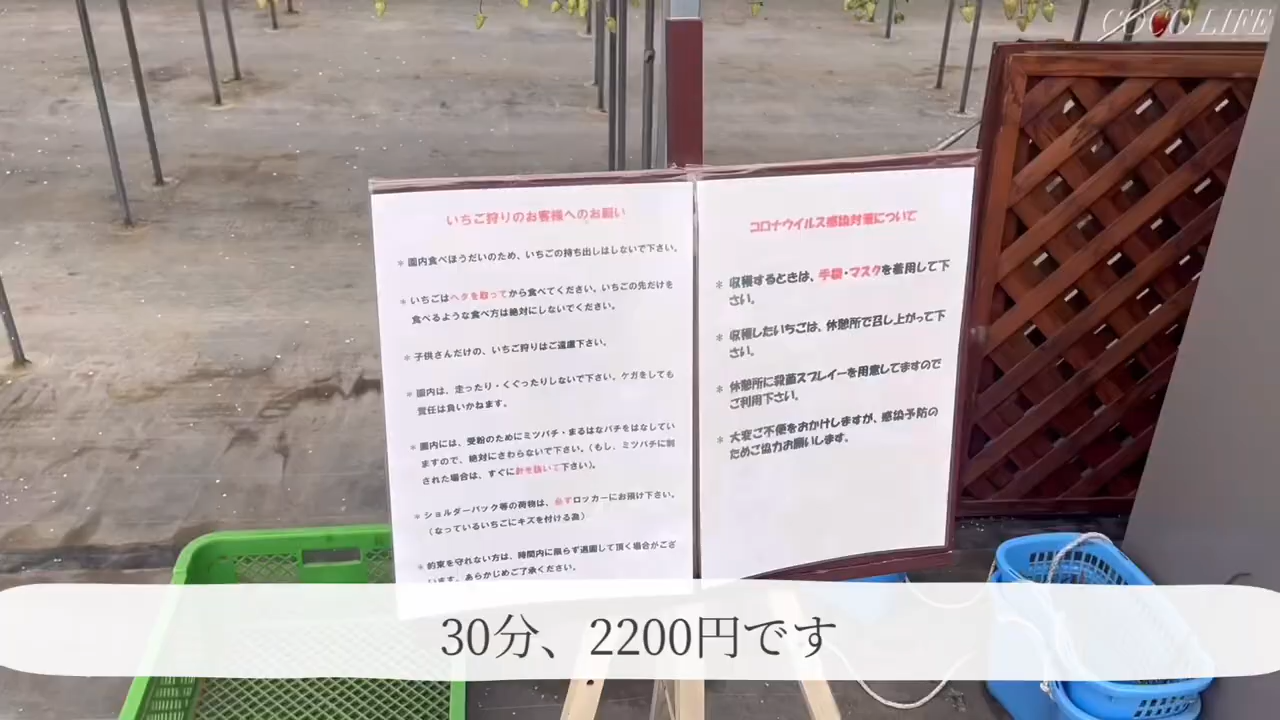 COCO LIFE
いちご狩りのお客様へのお願い
＊園内食べほうだいのため、いちごの持ち出しはしないで下さい。
＊いちごはヘタを取ってから食べてください。いちごの先だけを
食べるような食べ方は絶対にしないでください。
＊子供さんだけの、いちご狩りはご遠慮下さい。
＊園内は、走ったり・くぐったりしないで下さい。ケガをしても
責任は負いかねます。
＊園内には、受粉のためにミツバチ・まるはなバチをはなしてい
ますので、絶対にさわらないで下さい。（もし、ミツバチに刺
された場合は、すぐに針を抜いて下さい）。
＊ショルダーバック等の荷物は、必ずロッカーにお預け下さい。
（なっているいちごにキズを付ける為）
＊約束を守れない方は、時間内に限らず退園して頂く場合がござ
います。あらかじめご了承ください。
コロナウイルス感染対策について
＊収穫するときは、手袋・マスクを着用して下
さい。
＊収穫したいちごは、休憩所で召し上がって下
さい。
＊休憩所に殺菌スプレイーを用意してますので
ご利用下さい。
＊大変ご不便をおかけしますが、感染予防の
ためご協力お願いします。
30分、2200円です